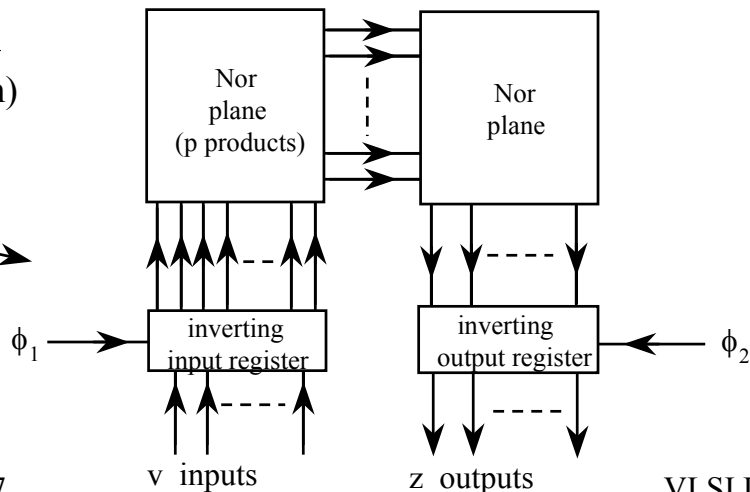 Nor
plane
(p products)
Nor
plane
ϕ1
inverting
input register
inverting
output register
ϕ2
v inputs
z outputs